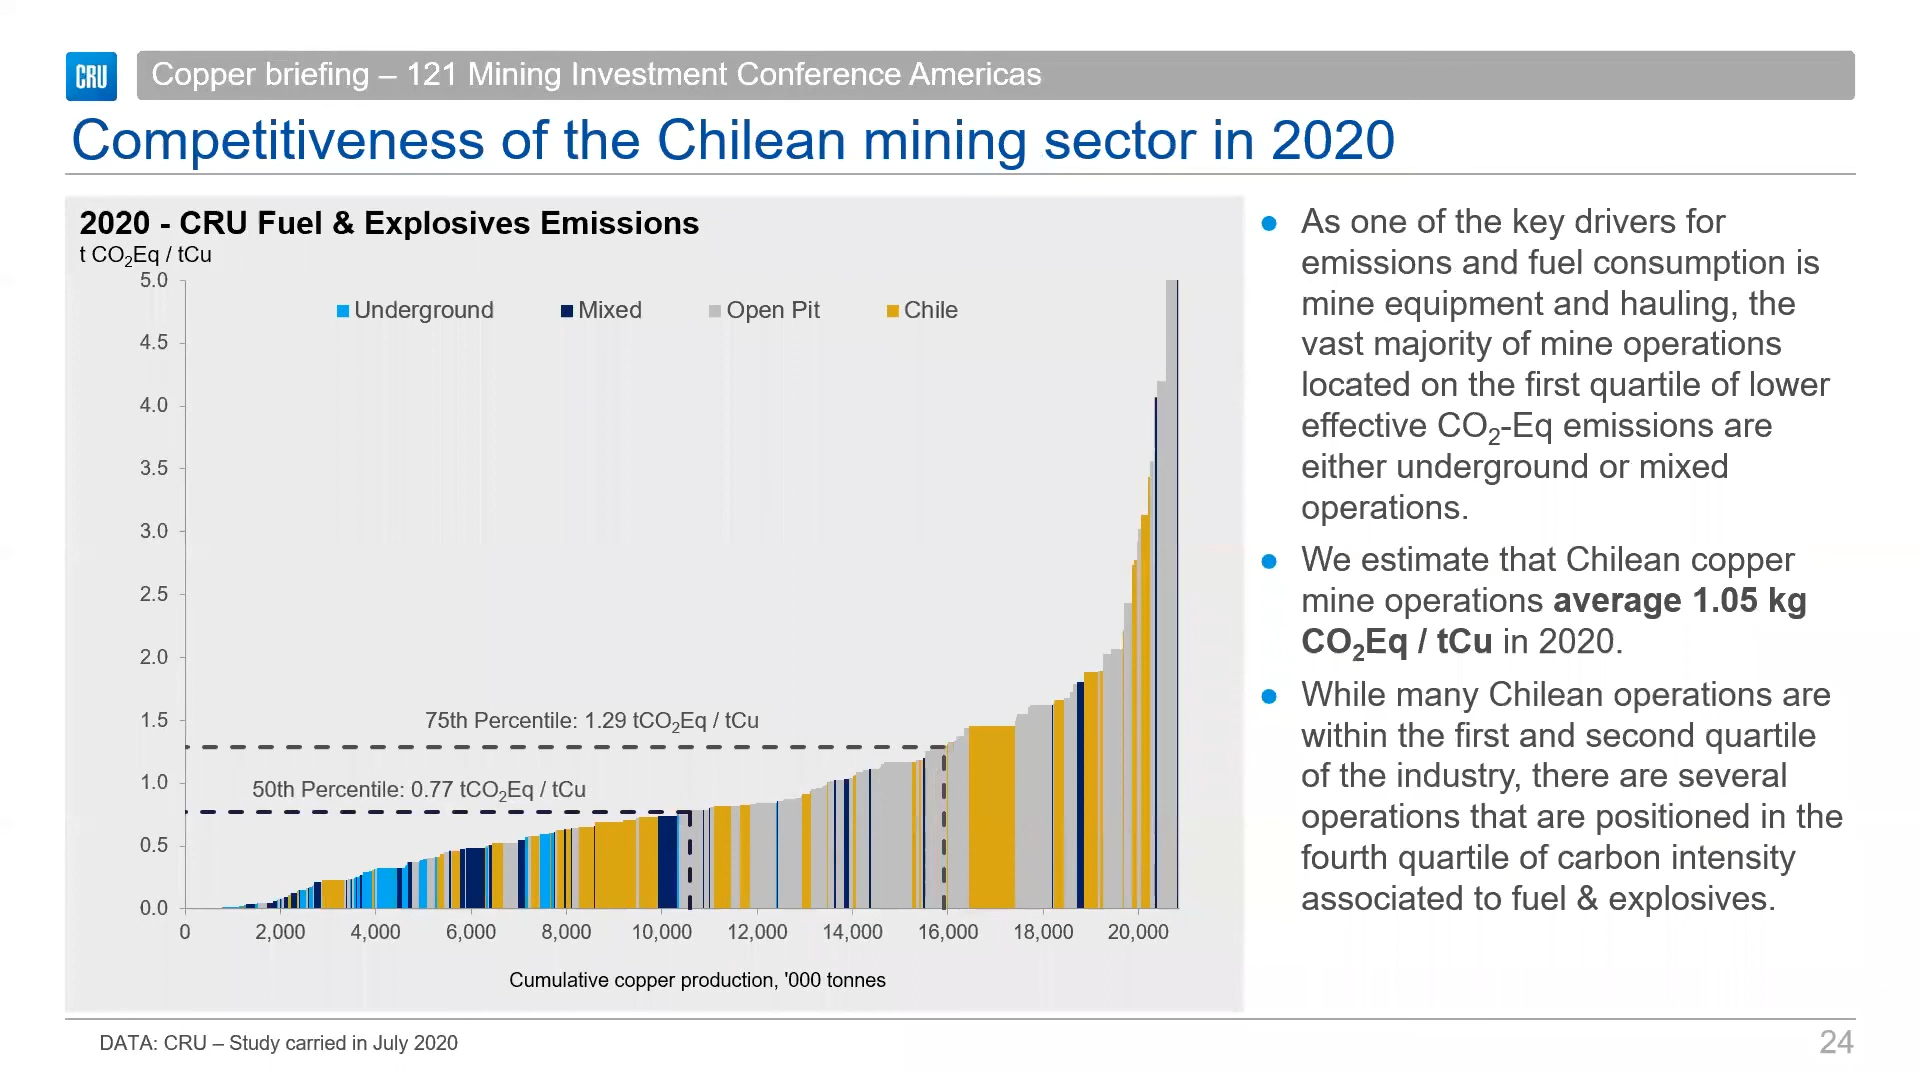 CRU
Copper briefing – 121 Mining Investment Conference Americas
Competitiveness of the Chilean mining sector in 2020
2020 - CRU Fuel & Explosives Emissions
t CO₂Eq / tCu
5.0
4.5
4.0
3.5
3.0
2.5
2.0
1.5
1.0
0.5
0.0
Underground
Mixed
Open Pit
Chile
75th Percentile: 1.29 tCO₂Eq / tCu
50th Percentile: 0.77 tCO₂Eq / tCu
0 2,000 4,000 6,000 8,000 10,000 12,000 14,000 16,000 18,000 20,000
Cumulative copper production, '000 tonnes
As one of the key drivers for
emissions and fuel consumption is
mine equipment and hauling, the
vast majority of mine operations
located on the first quartile of lower
effective CO₂-Eq emissions are
either underground or mixed
operations.
We estimate that Chilean copper
mine operations average 1.05 kg
CO₂Eq / tCu in 2020.
While many Chilean operations are
within the first and second quartile
of the industry, there are several
operations that are positioned in the
fourth quartile of carbon intensity
associated to fuel & explosives.
DATA: CRU – Study carried in July 2020
24